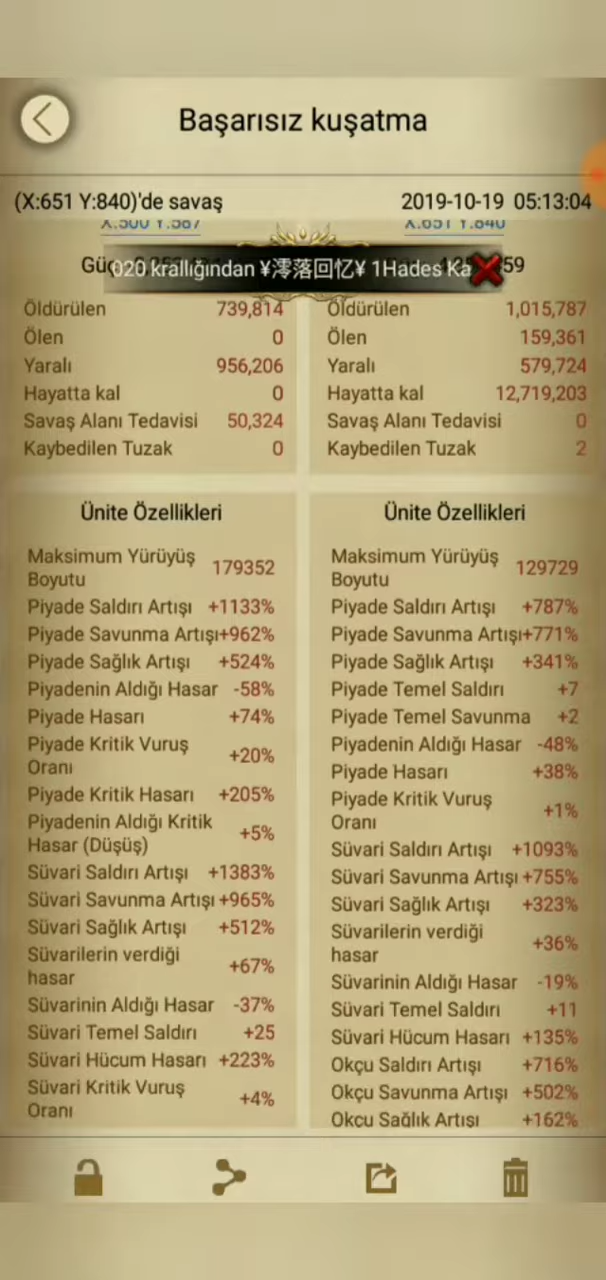 Başarısız kuşatma
(X:651 Y:840)'de savaş 2019-10-19 05:13:04
X:500 Y:587 X:651 Y:840
Güç 59
020 krallığından ¥澪落回忆¥ 1Hades Ka
Öldürülen 739,814 Öldürülen 1,015,787
Ölen 0 Ölen 159,361
Yaralı 956,206 Yaralı 579,724
Hayatta kal 0 Hayatta kal 12,719,203
Savaş Alanı Tedavisi 50,324 Savaş Alanı Tedavisi 0
Kaybedilen Tuzak 0 Kaybedilen Tuzak 2
Ünite Özellikleri
Maksimum Yürüyüş
Boyutu 179352
Piyade Saldırı Artışı +1133%
Piyade Savunma Artışı+962%
Piyade Sağlık Artışı +524%
Piyadenin Aldığı Hasar -58%
Piyade Hasarı +74%
Piyade Kritik Vuruş
Oranı +20%
Piyade Kritik Hasarı +205%
Piyadenin Aldığı Kritik
Hasar (Düşüş) +5%
Süvari Saldırı Artışı +1383%
Süvari Savunma Artışı +965%
Süvari Sağlık Artışı +512%
Süvarilerin verdiği
hasar +67%
Süvarinin Aldığı Hasar -37%
Süvari Temel Saldırı +25
Süvari Hücum Hasarı +223%
Süvari Kritik Vuruş
Oranı +4%
Ünite Özellikleri
Maksimum Yürüyüş
Boyutu 129729
Piyade Saldırı Artışı +787%
Piyade Savunma Artışı+771%
Piyade Sağlık Artışı +341%
Piyade Temel Saldırı +7
Piyade Temel Savunma +2
Piyadenin Aldığı Hasar -48%
Piyade Hasarı +38%
Piyade Kritik Vuruş
Oranı +1%
Süvari Saldırı Artışı +1093%
Süvari Savunma Artışı +755%
Süvari Sağlık Artışı +323%
Süvarilerin verdiği
hasar +36%
Süvarinin Aldığı Hasar -19%
Süvari Temel Saldırı +11
Süvari Hücum Hasarı +135%
Okçu Saldırı Artışı +716%
Okçu Savunma Artışı +502%
Okçu Sağlık Artışı +162%